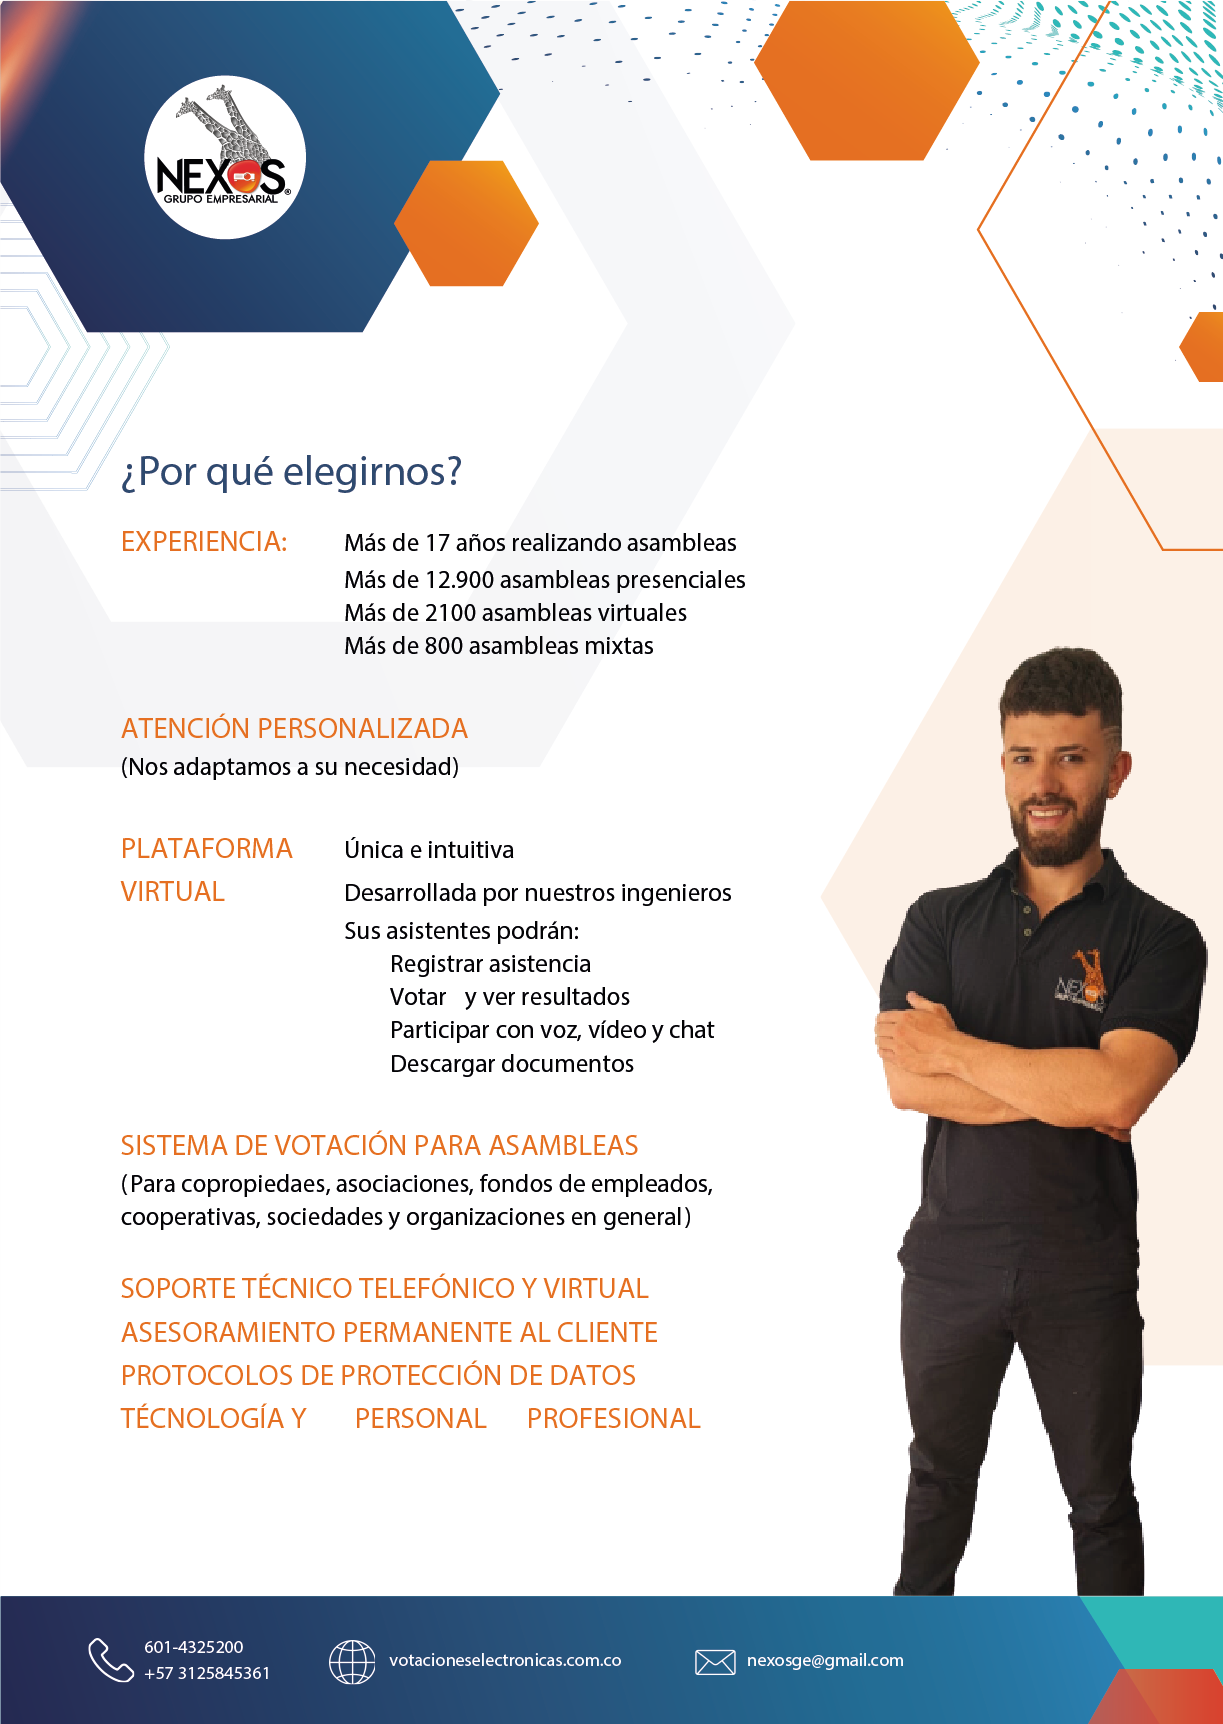 NEXOS®
GRUPO EMPRESARIAL
¿Por qué elegirnos?
EXPERIENCIA: Más de 17 años realizando asambleas
Más de 12.900 asambleas presenciales
Más de 2100 asambleas virtuales
Más de 800 asambleas mixtas
ATENCIÓN PERSONALIZADA
(Nos adaptamos a su necesidad)
PLATAFORMA Única e intuitiva
VIRTUAL Desarrollada por nuestros ingenieros
Sus asistentes podrán:
Registrar asistencia
Votar y ver resultados
Participar con voz, vídeo y chat
Descargar documentos
NEXOS
GRUPO EMPRESARIAL
SISTEMA DE VOTACIÓN PARA ASAMBLEAS
(Para copropiedaes, asociaciones, fondos de empleados,
cooperativas, sociedades y organizaciones en general)
SOPORTE TÉCNICO TELEFÓNICO Y VIRTUAL
ASESORAMIENTO PERMANENTE AL CLIENTE
PROTOCOLOS DE PROTECCIÓN DE DATOS
TÉCNOLOGÍA Y PERSONAL PROFESIONAL
601-4325200
+57 3125845361
votacioneselectronicas.com.co
nexosge@gmail.com